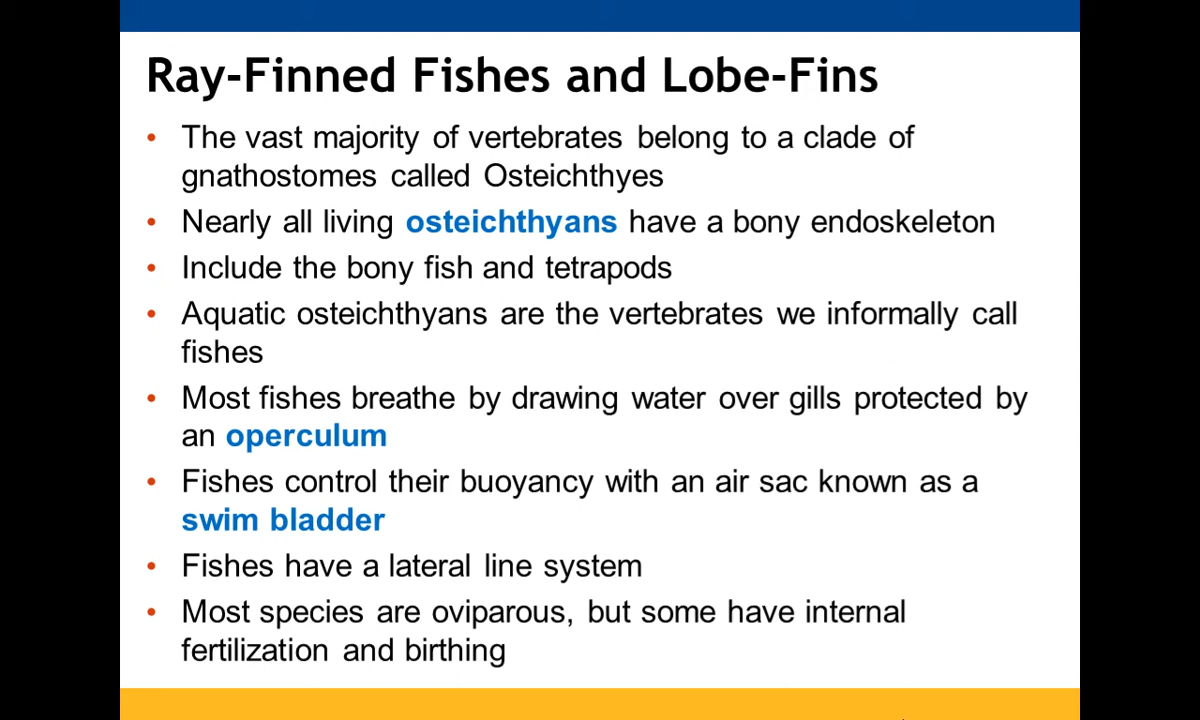 Ray-Finned Fishes and Lobe-Fins
• The vast majority of vertebrates belong to a clade of
gnathostomes called Osteichthyes
• Nearly all living osteichthyans have a bony endoskeleton
• Include the bony fish and tetrapods
• Aquatic osteichthyans are the vertebrates we informally call
fishes
• Most fishes breathe by drawing water over gills protected by
an operculum
• Fishes control their buoyancy with an air sac known as a
swim bladder
• Fishes have a lateral line system
• Most species are oviparous, but some have internal
fertilization and birthing